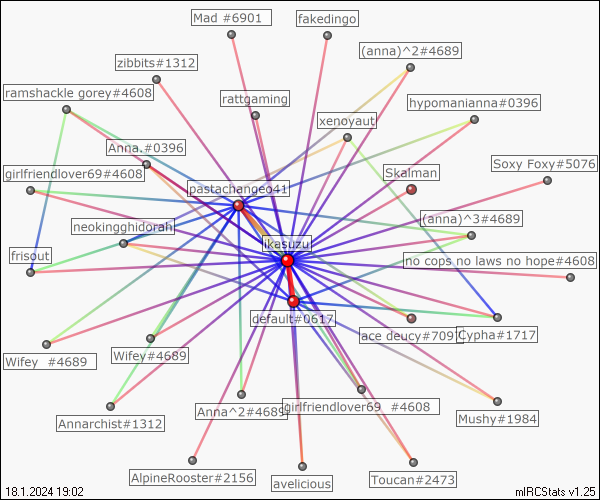 Mad #6901
fakedingo
(anna)^2#4689
zibbits#1312
ramshackle gorey#4608
rattgaming
hypomanianna#0396
xenoyaut
Anna.#0396
Soxy Foxy#5076
girlfriendlover69#4608
Skalman
pastachangeo41
(anna)^3#4689
neokingghidorah
ikasuzu
frisout
no cops no laws no hope#4608
default#0617
ace deucy#709
Cypha#1717
Wifey #4689
Wifey#4689
Anna^2#4689
girlfriendlover69_#4608
Mushy#1984
Annarchist#1312
AlpineRooster#2156
avelicious
Toucan#2473
18.1.2024 19:02
mIRCStats v1.25